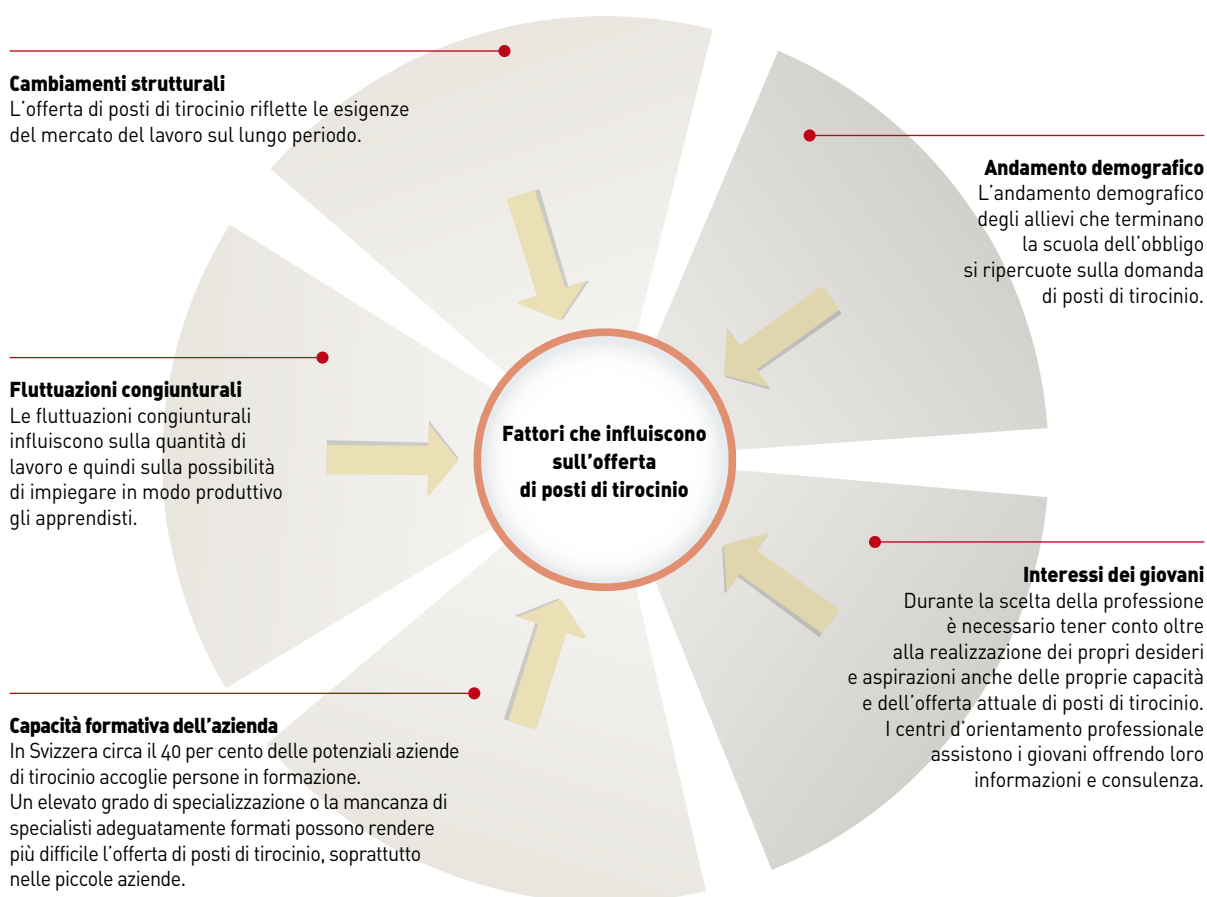 Cambiamenti strutturali
L'offerta di posti di tirocinio riflette le esigenze
del mercato del lavoro sul lungo periodo.
Andamento demografico
L'andamento demografico
degli allievi che terminano
la scuola dell'obbligo
si ripercuote sulla domanda
di posti di tirocinio.
Fluttuazioni congiunturali
Le fluttuazioni congiunturali
influiscono sulla quantità di
lavoro e quindi sulla possibilità
di impiegare in modo produttivo
gli apprendisti.
Fattori che influiscono
sull'offerta
di posti di tirocinio
Interessi dei giovani
Durante la scelta della professione
è necessario tener conto oltre
alla realizzazione dei propri desideri
e aspirazioni anche delle proprie capacità
e dell'offerta attuale di posti di tirocinio.
I centri d'orientamento professionale
assistono i giovani offrendo loro
informazioni e consulenza.
Capacità formativa dell'azienda
In Svizzera circa il 40 per cento delle potenziali aziende
di tirocinio accoglie persone in formazione.
Un elevato grado di specializzazione o la mancanza di
specialisti adeguatamente formati possono rendere
più difficile l'offerta di posti di tirocinio, soprattutto
nelle piccole aziende.